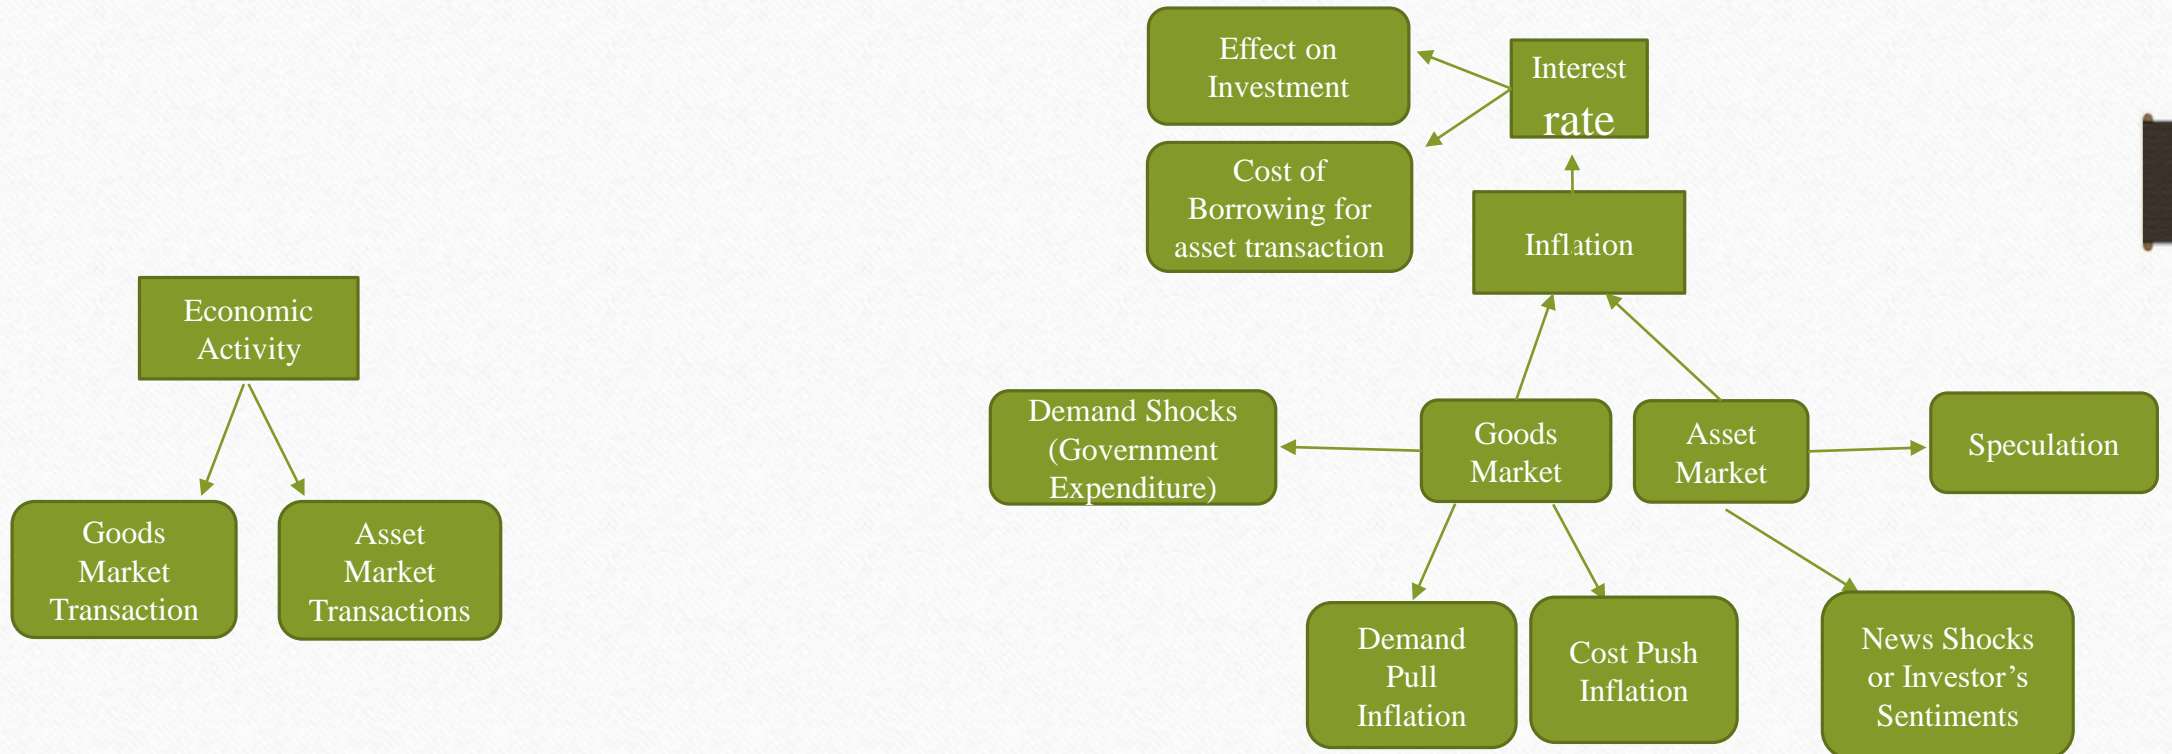 Effect on
Investment
Interest
rate
Cost of
Borrowing for
asset transaction
Inflation
Economic
Activity
Goods
Market
Transaction
Asset
Market
Transactions
Demand Shocks
(Government
Expenditure)
Goods
Market
Asset
Market
Speculation
Demand
Pull
Inflation
Cost Push
Inflation
News Shocks
or Investor’s
Sentiments